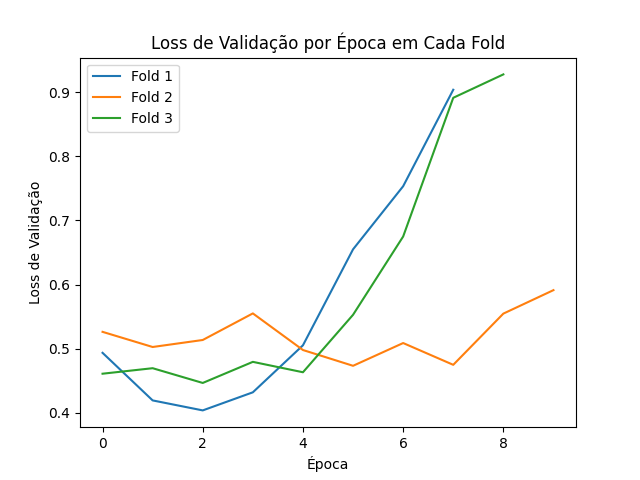 Loss de Validação por Época em Cada Fold
Fold 1
Fold 2
Fold 3
Loss de Validação
0.9
0.8
0.7
0.6
0.5
0.4
0
2
4
6
8
Época